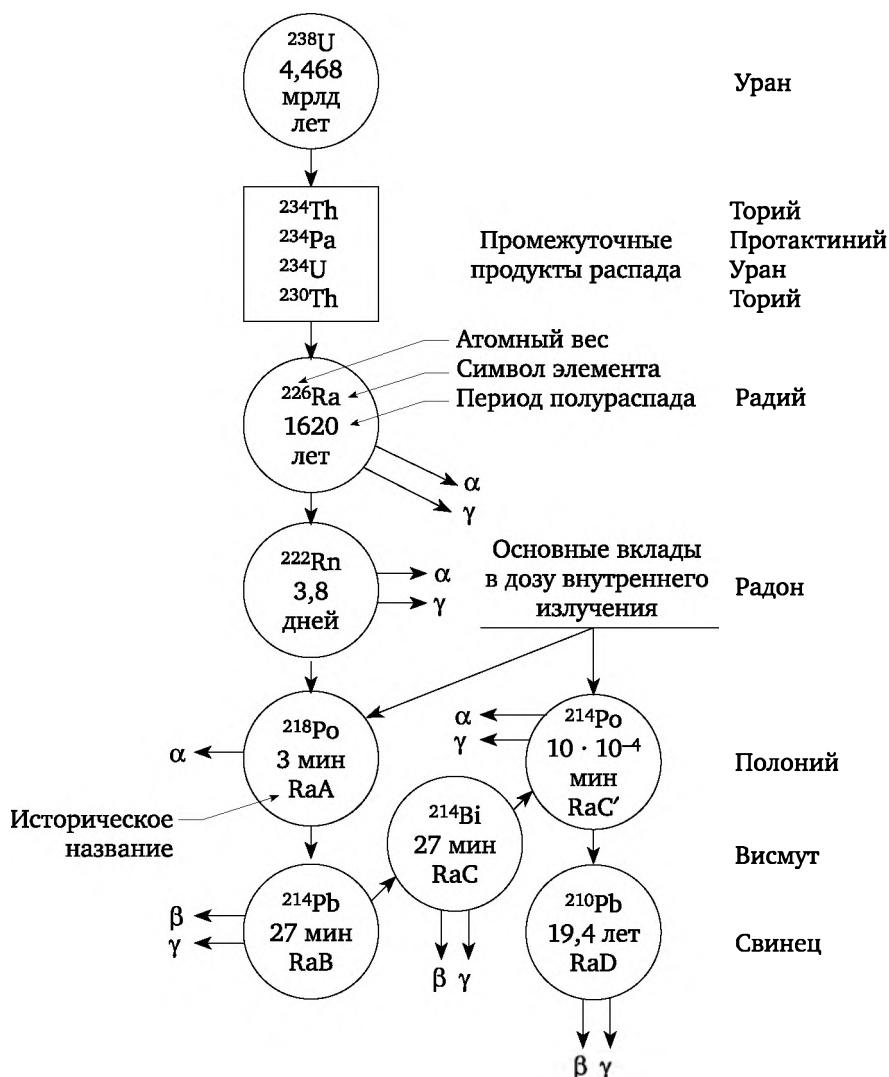 ²³⁸U
4,468
мрлд
лет
Уран
²³⁴Th
²³⁴Pa
²³⁴U
²³⁰Th
Промежуточные
продукты распада
Торий
Протактиний
Уран
Торий
Атомный вес
Символ элемента
Период полураспада
²²⁶Ra
1620
лет
Радий
α
γ
²²²Rn
3,8
дней
α
γ
Основные вклады
в дозу внутреннего
излучения
Радон
²¹⁸Po
3 мин
RaA
α
Историческое
название
α
γ
²¹⁴Po
10 · 10⁻⁴
мин
RaC′
Полоний
²¹⁴Bi
27 мин
RaC
β γ
Висмут
β
γ
²¹⁴Pb
27 мин
RaB
²¹⁰Pb
19,4 лет
RaD
Свинец
β γ